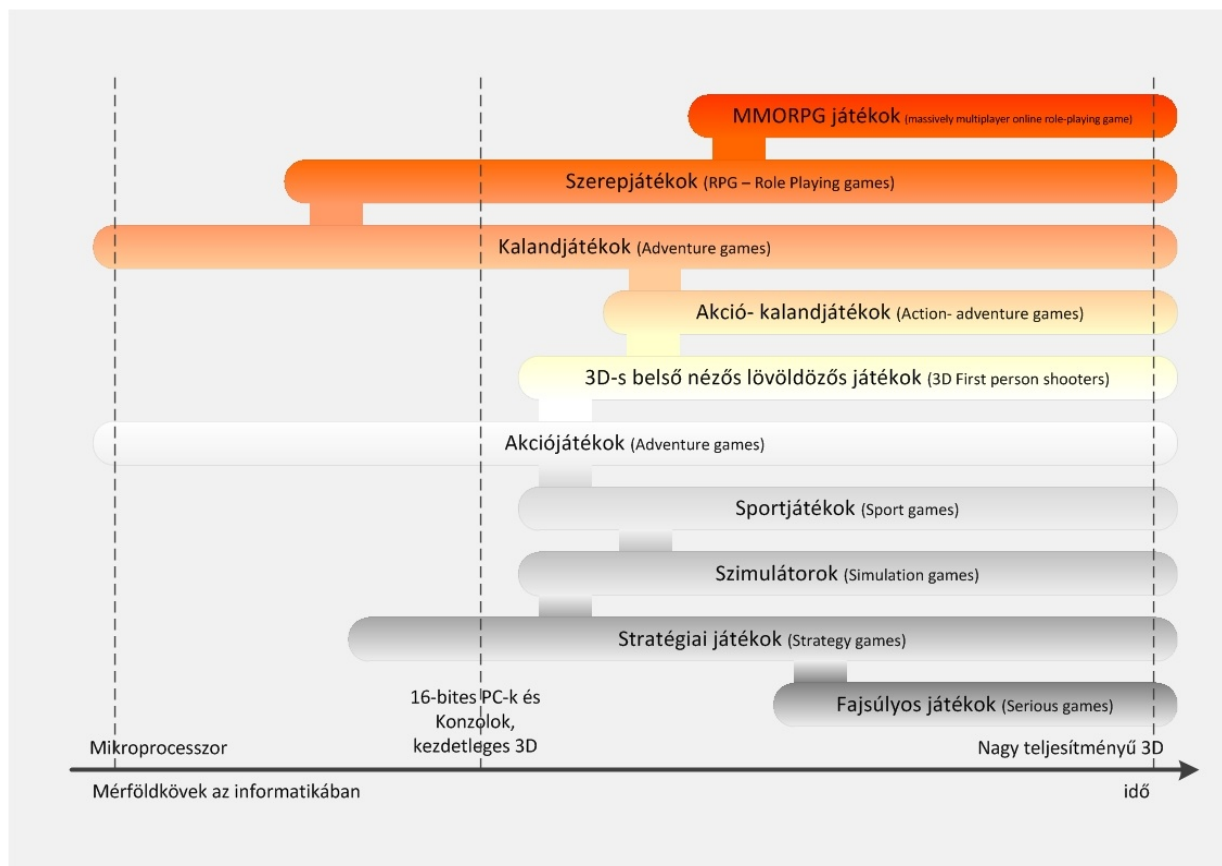 MMORPG játékok (massively multiplayer online role-playing game)
Szerepjátékok (RPG – Role Playing games)
Kalandjátékok (Adventure games)
Akció- kalandjátékok (Action- adventure games)
3D-s belső nézős lövöldözős játékok (3D First person shooters)
Akciójátékok (Adventure games)
Sportjátékok (Sport games)
Szimulátorok (Simulation games)
Stratégiai játékok (Strategy games)
Fajsúlyos játékok (Serious games)
16-bites PC-k és
Konzolok,
kezdetleges 3D
Mikroprocesszor
Nagy teljesítményű 3D
Mérföldkövek az informatikában
idő